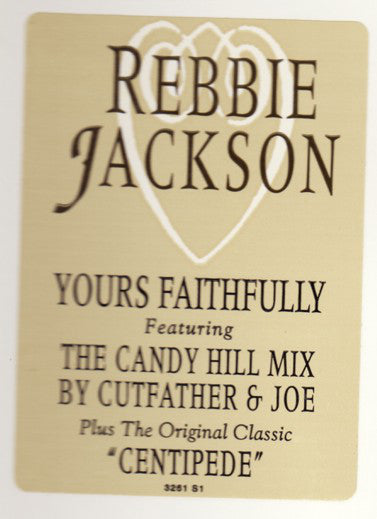 REBBIE
JACKSON
YOURS FAITHFULLY
Featuring
THE CANDY HILL MIX
BY CUTFATHER & JOE
Plus The Original Classic
"CENTIPEDE"
3261 S1